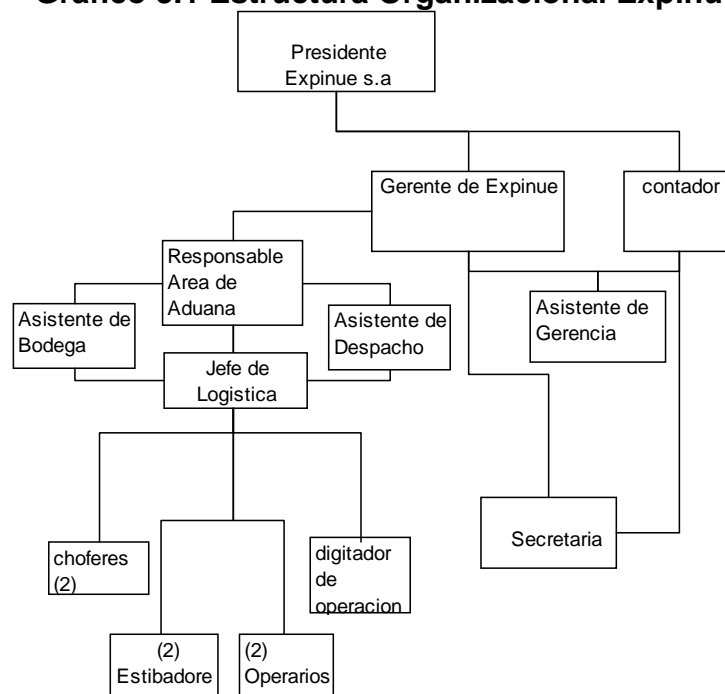 Presidente
Expinue s.a
Gerente de Expinue
contador
Responsable
Area de
Aduana
Asistente de
Bodega
Asistente de
Despacho
Asistente de
Gerencia
Jefe de
Logistica
choferes
(2)
digitador
de
operacion
Secretaria
(2)
Estibadore
(2)
Operarios